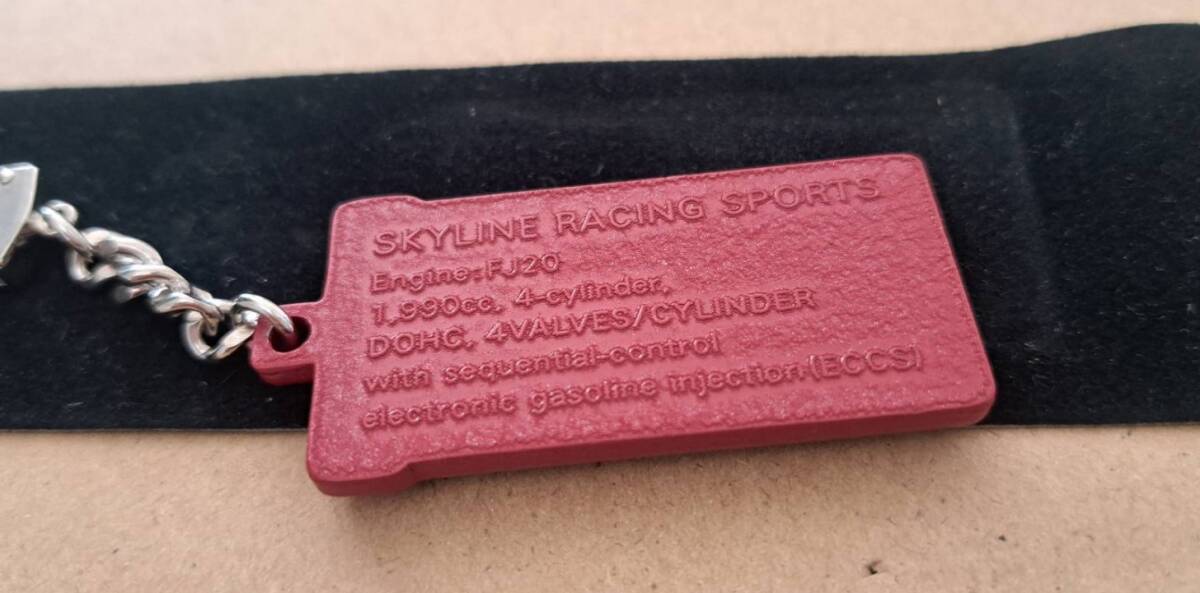 SKYLINE RACING SPORTS
Engine: FJ20
1,990cc, 4-cylinder,
DOHC, 4VALVES/CYLINDER
with sequential-control
electronic gasoline injection(ECCS)